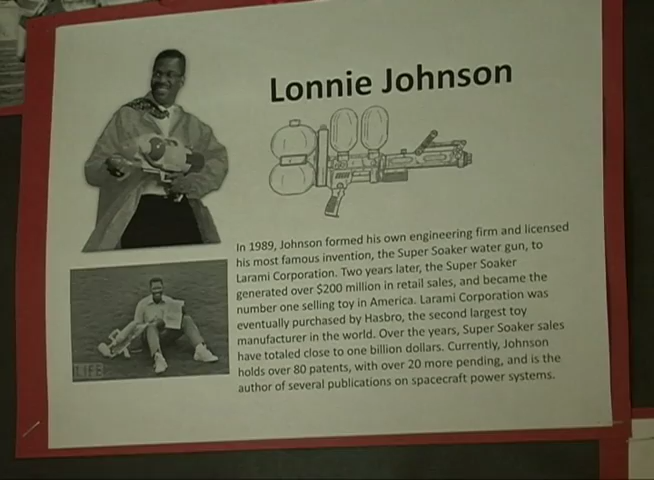 Lonnie Johnson
In 1989, Johnson formed his own engineering firm and licensed
his most famous invention, the Super Soaker water gun, to
Larami Corporation. Two years later, the Super Soaker
generated over $200 million in retail sales, and became the
number one selling toy in America. Larami Corporation was
eventually purchased by Hasbro, the second largest toy
manufacturer in the world. Over the years, Super Soaker sales
have totaled close to one billion dollars. Currently, Johnson
holds over 80 patents, with over 20 more pending, and is the
author of several publications on spacecraft power systems.
LIFE